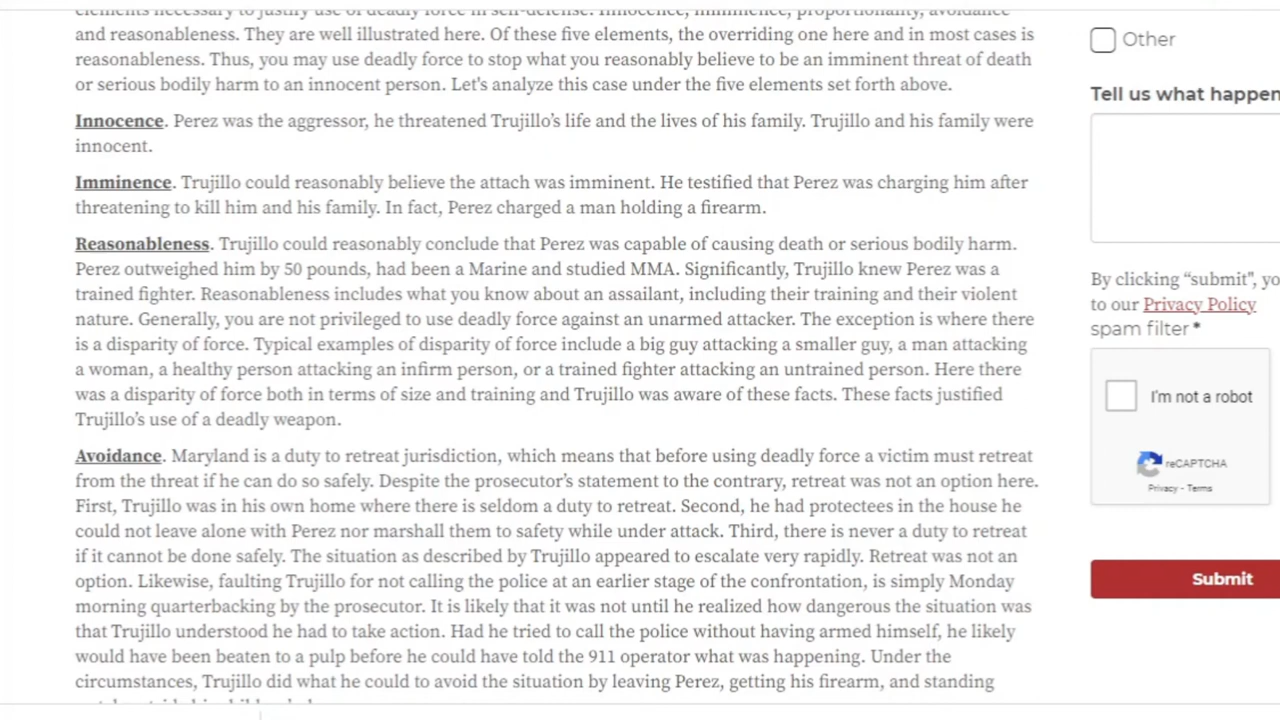 elements necessary to justify use of deadly force in self-defense. Innocence, imminence, proportionality, avoidance
and reasonableness. They are well illustrated here. Of these five elements, the overriding one here and in most cases is
reasonableness. Thus, you may use deadly force to stop what you reasonably believe to be an imminent threat of death
or serious bodily harm to an innocent person. Let's analyze this case under the five elements set forth above.
Innocence. Perez was the aggressor, he threatened Trujillo’s life and the lives of his family. Trujillo and his family were
innocent.
Imminence. Trujillo could reasonably believe the attach was imminent. He testified that Perez was charging him after
threatening to kill him and his family. In fact, Perez charged a man holding a firearm.
Reasonableness. Trujillo could reasonably conclude that Perez was capable of causing death or serious bodily harm.
Perez outweighed him by 50 pounds, had been a Marine and studied MMA. Significantly, Trujillo knew Perez was a
trained fighter. Reasonableness includes what you know about an assailant, including their training and their violent
nature. Generally, you are not privileged to use deadly force against an unarmed attacker. The exception is where there
is a disparity of force. Typical examples of disparity of force include a big guy attacking a smaller guy, a man attacking
a woman, a healthy person attacking an infirm person, or a trained fighter attacking an untrained person. Here there
was a disparity of force both in terms of size and training and Trujillo was aware of these facts. These facts justified
Trujillo’s use of a deadly weapon.
Avoidance. Maryland is a duty to retreat jurisdiction, which means that before using deadly force a victim must retreat
from the threat if he can do so safely. Despite the prosecutor’s statement to the contrary, retreat was not an option here.
First, Trujillo was in his own home where there is seldom a duty to retreat. Second, he had protectees in the house he
could not leave alone with Perez nor marshall them to safety while under attack. Third, there is never a duty to retreat
if it cannot be done safely. The situation as described by Trujillo appeared to escalate very rapidly. Retreat was not an
option. Likewise, faulting Trujillo for not calling the police at an earlier stage of the confrontation, is simply Monday
morning quarterbacking by the prosecutor. It is likely that it was not until he realized how dangerous the situation was
that Trujillo understood he had to take action. Had he tried to call the police without having armed himself, he likely
would have been beaten to a pulp before he could have told the 911 operator what was happening. Under the
circumstances, Trujillo did what he could to avoid the situation by leaving Perez, getting his firearm, and standing
Other
Tell us what happen
By clicking “submit”, yo
to our Privacy Policy
spam filter *
I'm not a robot
reCAPTCHA
Privacy - Terms
Submit